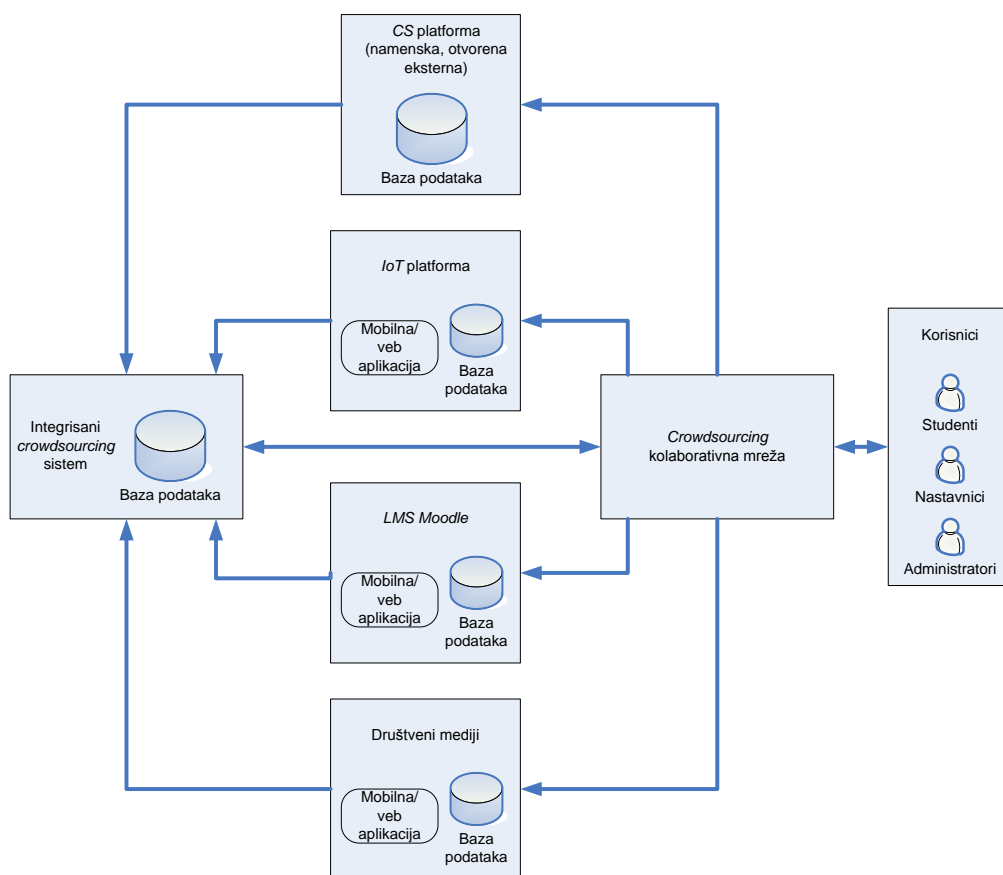 CS platforma
(namenska, otvorena
eksterna)
Baza podataka
IoT platforma
Mobilna/
veb
aplikacija
Baza
podataka
Integrisani
crowdsourcing
sistem
Baza podataka
LMS Moodle
Mobilna/
veb
aplikacija
Baza
podataka
Društveni mediji
Mobilna/
veb
aplikacija
Baza
podataka
Crowdsourcing
kolaborativna mreža
Korisnici
Studenti
Nastavnici
Administratori